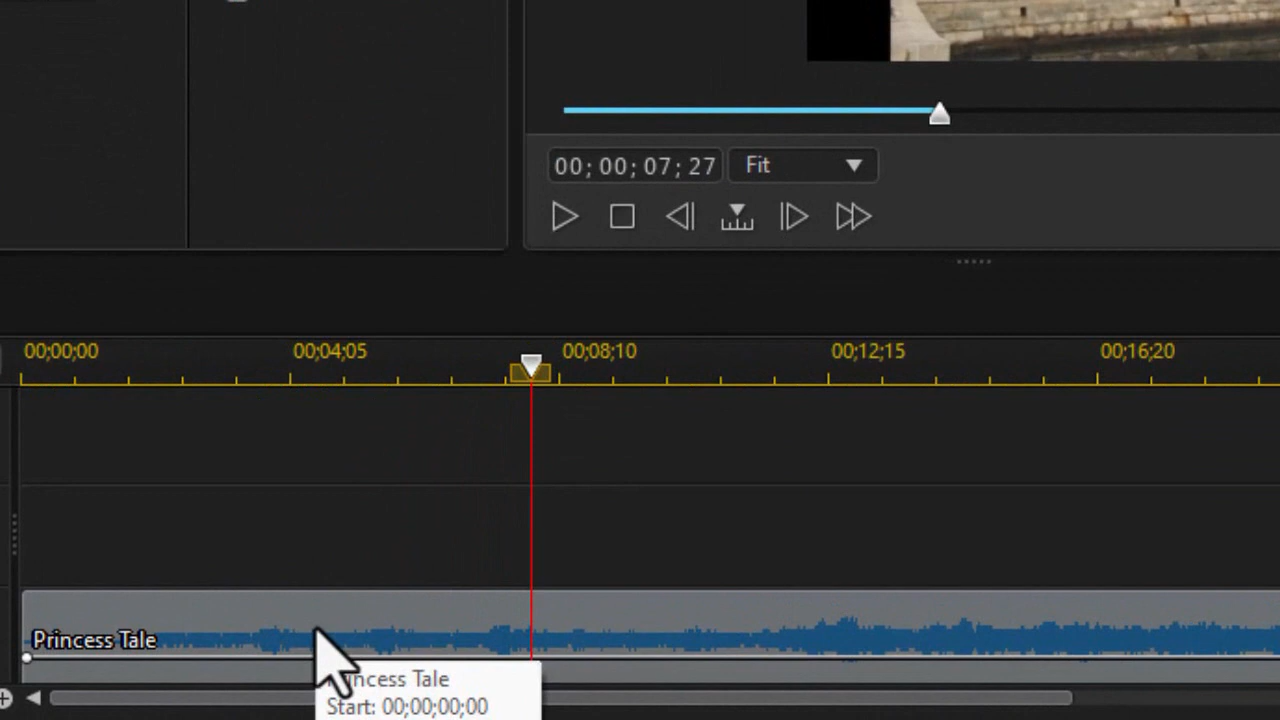 00; 00; 07; 27
Fit
00;00;00
00;04;05
00;08;10
00;12;15
00;16;20
Princess Tale
ncess Tale
Start: 00;00;00;00